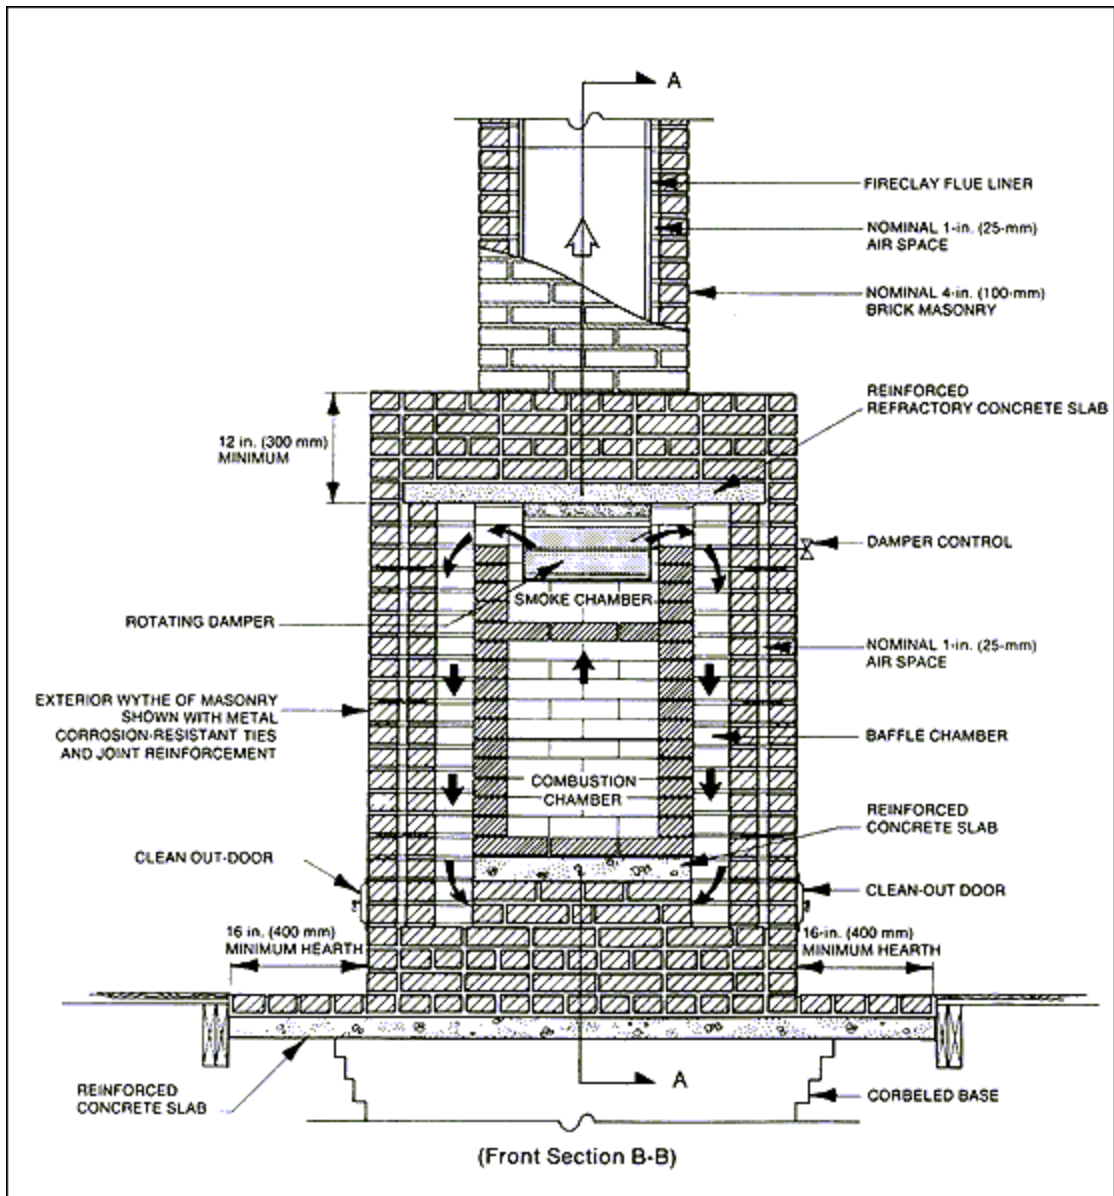 A
FIRECLAY FLUE LINER
NOMINAL 1-in. (25-mm)
AIR SPACE
NOMINAL 4-in. (100-mm)
BRICK MASONRY
REINFORCED
REFRACTORY CONCRETE SLAB
12 in. (300 mm)
MINIMUM
DAMPER CONTROL
SMOKE CHAMBER
ROTATING DAMPER
NOMINAL 1-in. (25-mm)
AIR SPACE
EXTERIOR WYTHE OF MASONRY
SHOWN WITH METAL
CORROSION-RESISTANT TIES
AND JOINT REINFORCEMENT
BAFFLE CHAMBER
COMBUSTION
CHAMBER
REINFORCED
CONCRETE SLAB
CLEAN OUT-DOOR
CLEAN-OUT DOOR
16 in. (400 mm)
MINIMUM HEARTH
16-in. (400 mm)
MINIMUM HEARTH
A
REINFORCED
CONCRETE SLAB
CORBELED BASE
(Front Section B-B)